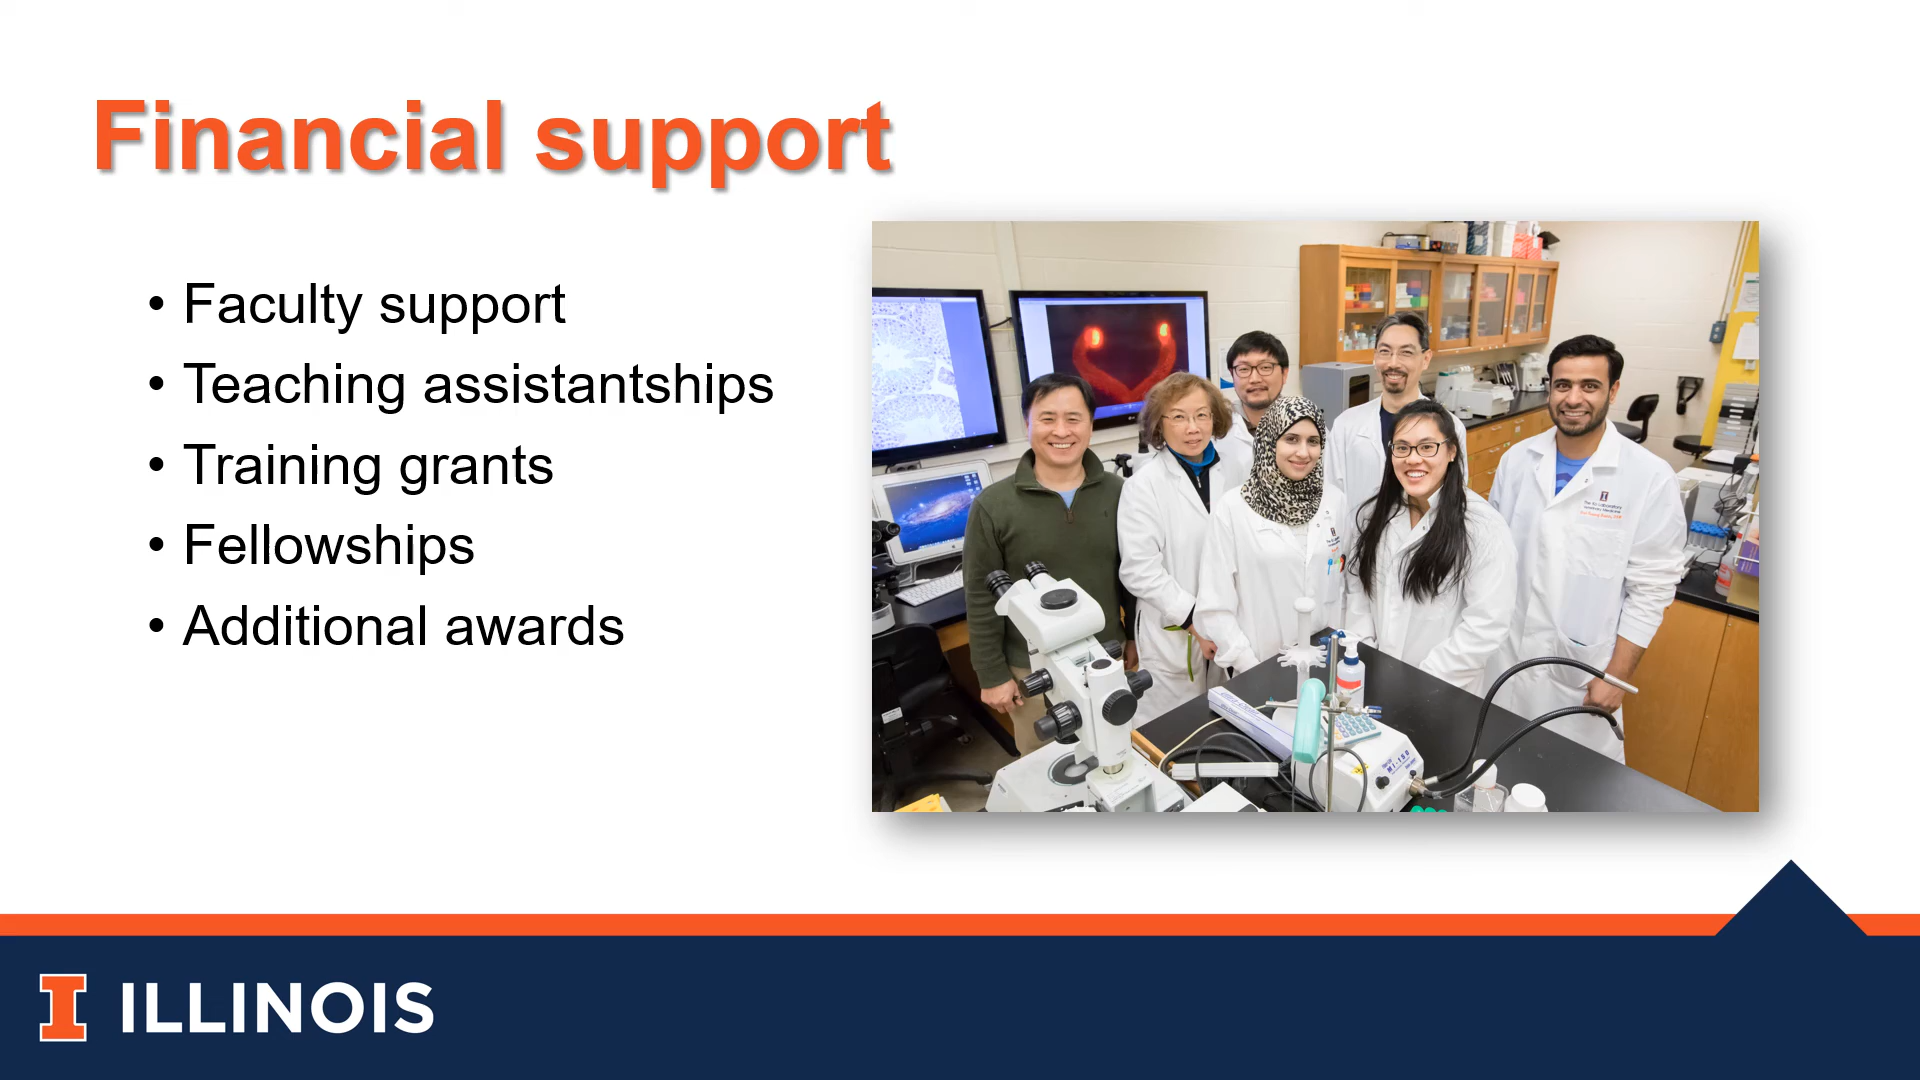 Financial support
• Faculty support
• Teaching assistantships
• Training grants
• Fellowships
• Additional awards
ILLINOIS